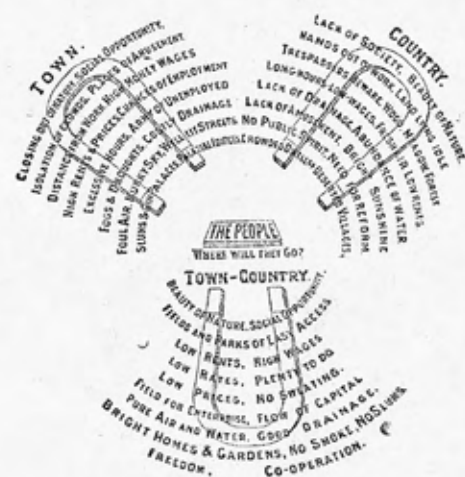 TOWN.
CLOSING OUT OF NATURE. SOCIAL OPPORTUNITY.
ISOLATION OF CROWDS. PLACES OF AMUSEMENT.
DISTANCE FROM WORK. HIGH MONEY WAGES.
HIGH RENTS & PRICES. CHANCES OF EMPLOYMENT
EXCESSIVE HOURS. ARMY OF UNEMPLOYED
FOGS & DROUGHTS. COSTLY DRAINAGE.
FOUL AIR. MURKY SKY. WELL-LIT STREETS.
SLUMS & GIN PALACES.
COUNTRY.
LACK OF SOCIETY. BEAUTY OF NATURE.
HANDS OUT OF WORK. LAND LYING IDLE
TRESPASSERS BEWARE. WOOD, MEADOW, FOREST
LONG HOURS. LOW WAGES. FRESH AIR. LOW RENTS.
LACK OF DRAINAGE. ABUNDANCE OF WATER
LACK OF AMUSEMENT. BRIGHT SUNSHINE
NO PUBLIC SPIRIT. NEED FOR REFORM.
CROWDED DWELLINGS. DESERTED VILLAGES.
THE PEOPLE
WHERE WILL THEY GO?
TOWN-COUNTRY.
BEAUTY OF NATURE. SOCIAL OPPORTUNITY.
FIELDS AND PARKS OF EASY ACCESS
LOW RENTS, HIGH WAGES
LOW RATES, PLENTY TO DO
LOW PRICES, NO SWEATING.
FIELD FOR ENTERPRISE, FLOW OF CAPITAL
PURE AIR AND WATER, GOOD DRAINAGE.
BRIGHT HOMES & GARDENS, NO SMOKE, NO SLUMS
FREEDOM. CO-OPERATION.